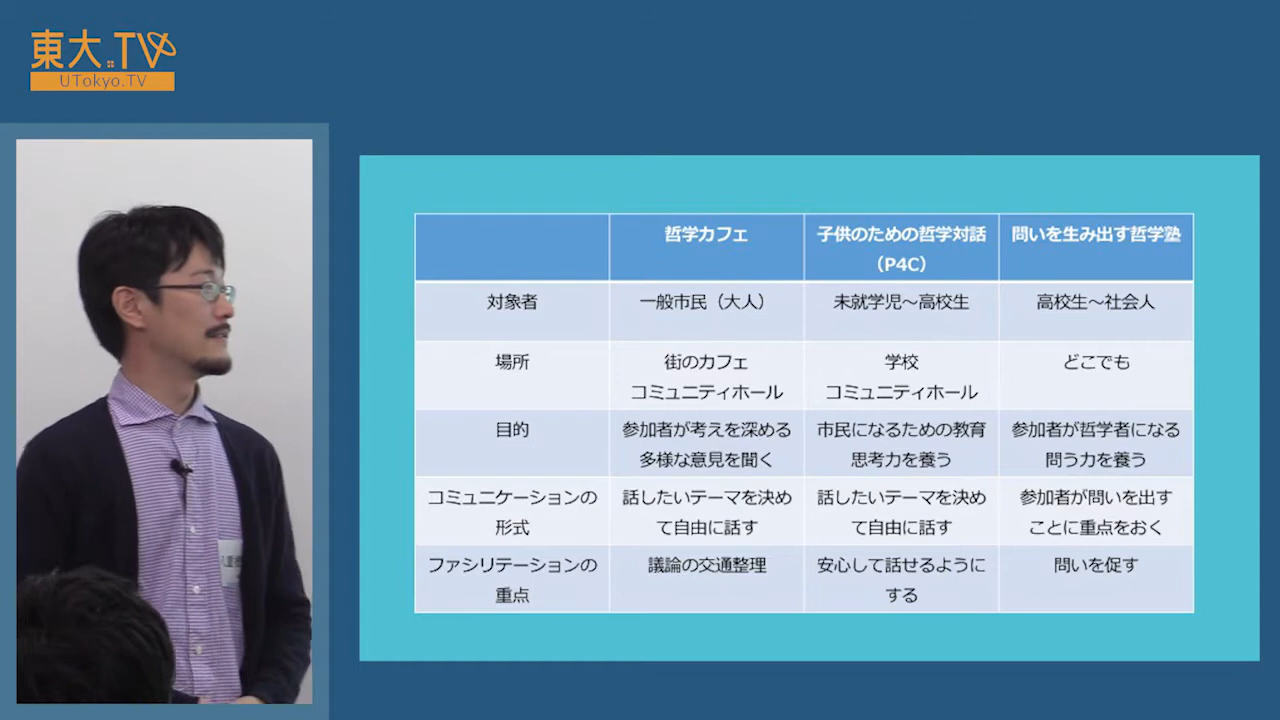 東大.TV
UTokyo.TV
哲学カフェ
子供のための哲学対話
（P4C）
問いを生み出す哲学塾
対象者
一般市民（大人）
未就学児～高校生
高校生～社会人
場所
街のカフェ
コミュニティホール
学校
コミュニティホール
どこでも
目的
参加者が考えを深める
多様な意見を聞く
市民になるための教育
思考力を養う
参加者が哲学者になる
問う力を養う
コミュニケーションの
形式
話したいテーマを決め
て自由に話す
話したいテーマを決め
て自由に話す
参加者が問いを出す
ことに重点をおく
ファシリテーションの
重点
議論の交通整理
安心して話せるように
する
問いを促す